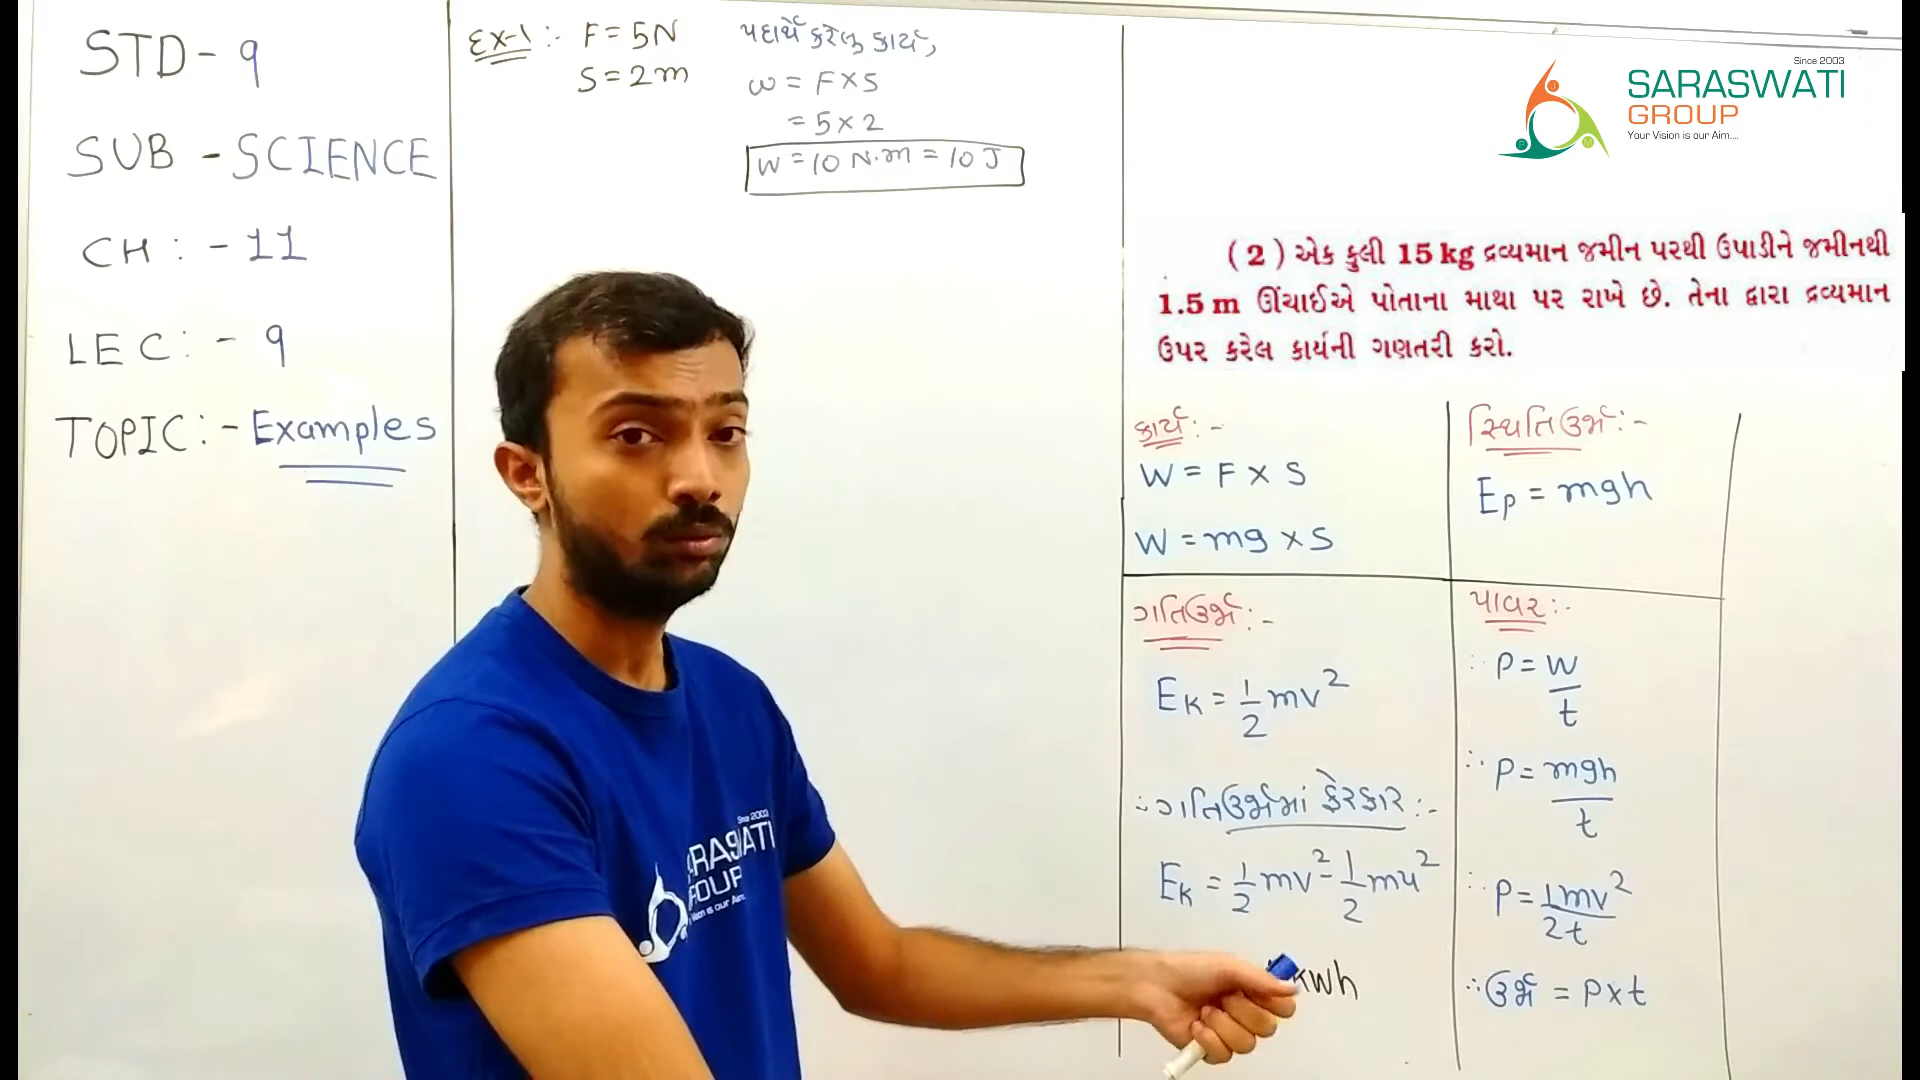 STD - 9
SUB - SCIENCE
CH : - 11
LEC : - 9
TOPIC : - Examples
Ex-1 :- F = 5N
S = 2m
પદાર્થે કરેલું કાર્ય,
w = F × S
= 5 × 2
W = 10 N.m = 10 J
Since 2003
SARASWATI
GROUP
Your Vision is our Aim....
( 2 ) એક કુલી 15 kg દ્રવ્યમાન જમીન પરથી ઉપાડીને જમીનથી
1.5 m ઊંચાઈએ પોતાના માથા પર રાખે છે. તેના દ્વારા દ્રવ્યમાન
ઉપર કરેલ કાર્યની ગણતરી કરો.
કાર્ય :-
W = F × S
W = mg × S
સ્થિતિઉર્જા :-
Ep = mgh
ગતિઉર્જા :-
EK = 1/2 mv²
∴ ગતિઉર્જામાં ફેરફાર :-
EK = 1/2 mv² - 1/2 mu²
kwh
પાવર :-
∴ P = W/t
∴ P = mgh/t
∴ P = 1mv²/2t
∴ ઉર્જા = P × t
Since 2003
GROUP